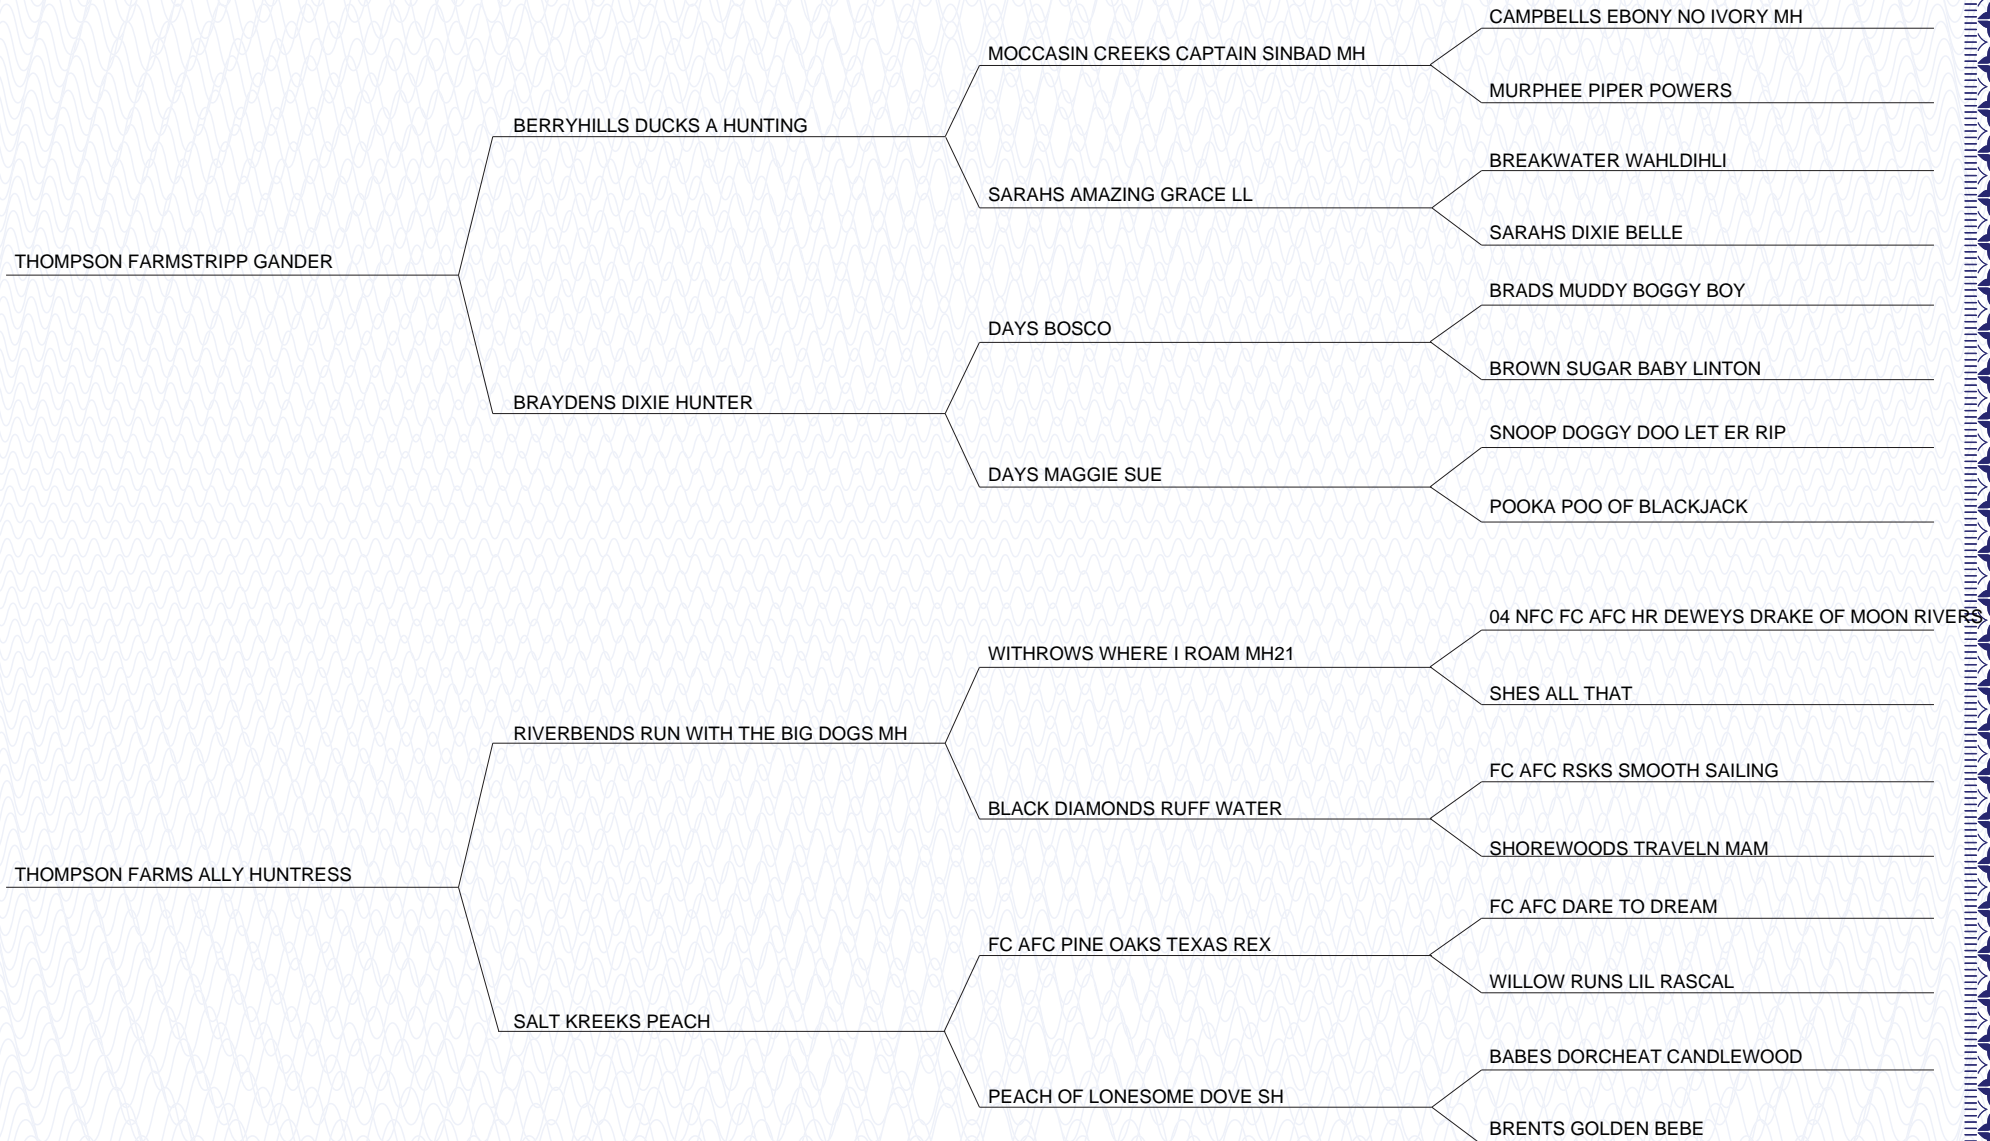 CAMPBELLS EBONY NO IVORY MH
MOCCASIN CREEKS CAPTAIN SINBAD MH
MURPHEE PIPER POWERS
BERRYHILLS DUCKS A HUNTING
BREAKWATER WAHLDIHLI
SARAHS AMAZING GRACE LL
SARAHS DIXIE BELLE
THOMPSON FARMSTRIPP GANDER
BRADS MUDDY BOGGY BOY
DAYS BOSCO
BROWN SUGAR BABY LINTON
BRAYDENS DIXIE HUNTER
SNOOP DOGGY DOO LET ER RIP
DAYS MAGGIE SUE
POOKA POO OF BLACKJACK
04 NFC FC AFC HR DEWEYS DRAKE OF MOON RIVERS
WITHROWS WHERE I ROAM MH21
SHES ALL THAT
RIVERBENDS RUN WITH THE BIG DOGS MH
FC AFC RSKS SMOOTH SAILING
BLACK DIAMONDS RUFF WATER
SHOREWOODS TRAVELN MAM
THOMPSON FARMS ALLY HUNTRESS
FC AFC DARE TO DREAM
FC AFC PINE OAKS TEXAS REX
WILLOW RUNS LIL RASCAL
SALT KREEKS PEACH
BABES DORCHEAT CANDLEWOOD
PEACH OF LONESOME DOVE SH
BRENTS GOLDEN BEBE